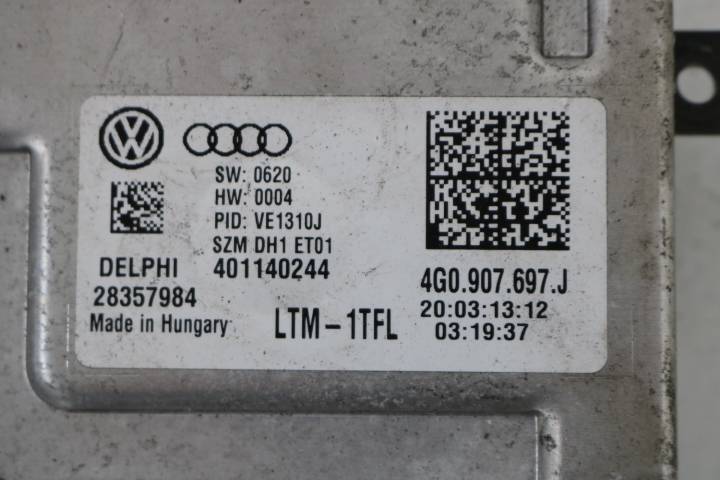 SW: 0620
HW: 0004
PID: VE1310J
SZM DH1 ET01
DELPHI 401140244
28357984
Made in Hungary
LTM-1TFL
4G0.907.697.J
20:03:13:12
03:19:37